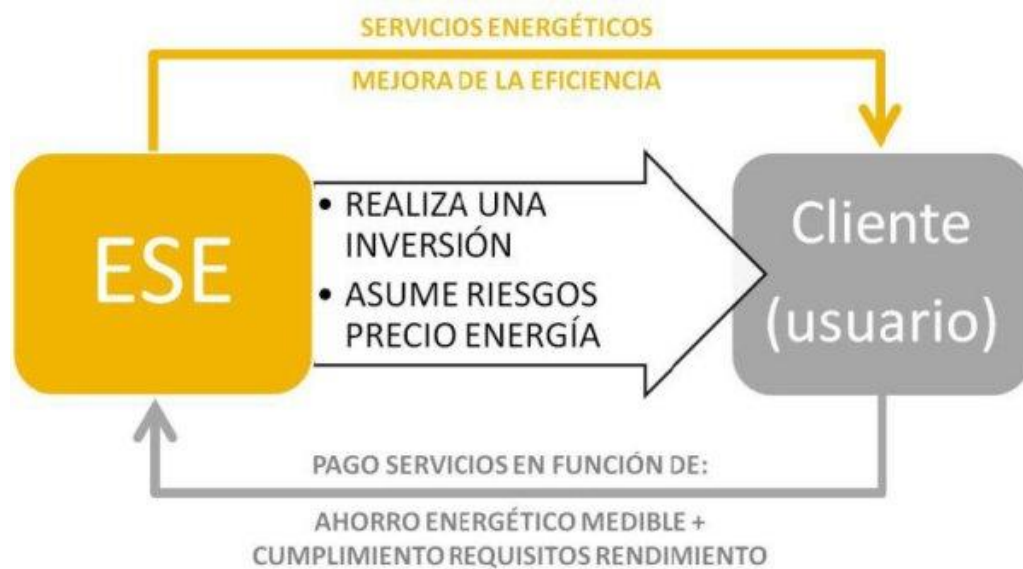 SERVICIOS ENERGÉTICOS
MEJORA DE LA EFICIENCIA
ESE
• REALIZA UNA
INVERSIÓN
• ASUME RIESGOS
PRECIO ENERGÍA
Cliente
(usuario)
PAGO SERVICIOS EN FUNCIÓN DE:
AHORRO ENERGÉTICO MEDIBLE +
CUMPLIMIENTO REQUISITOS RENDIMIENTO